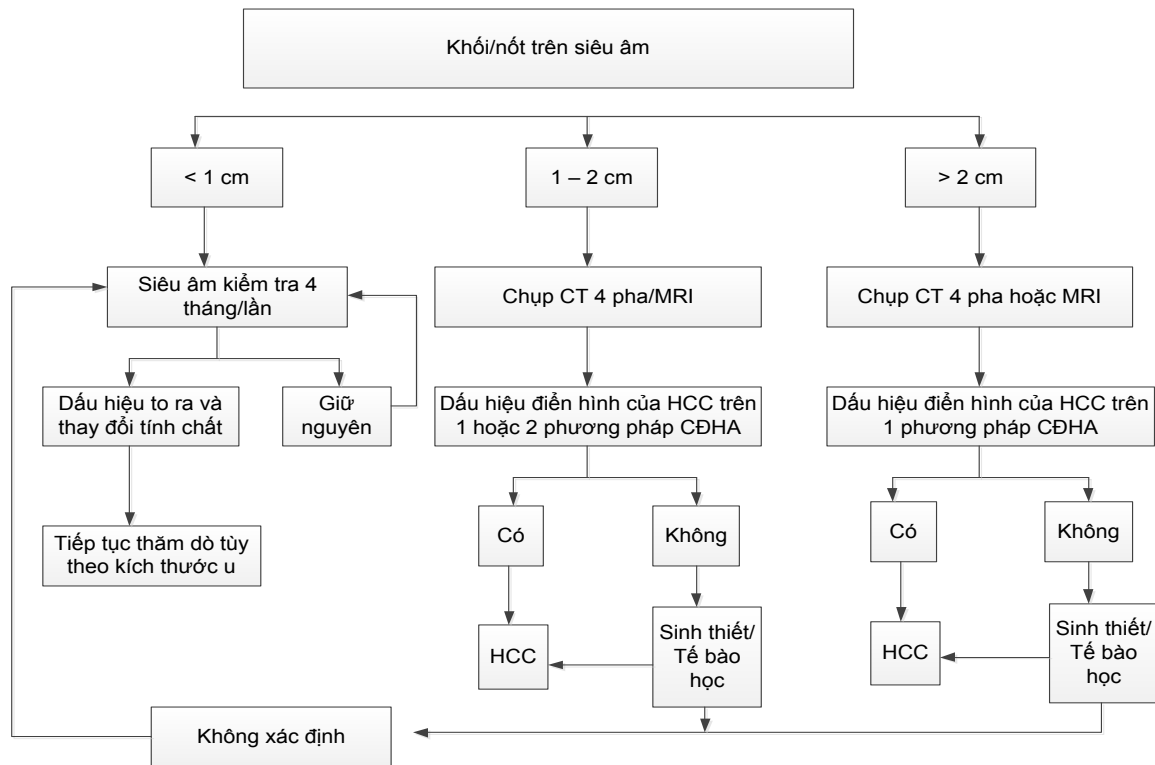 Khối/nốt trên siêu âm
< 1 cm
1 – 2 cm
> 2 cm
Siêu âm kiểm tra 4
tháng/lần
Chụp CT 4 pha/MRI
Chụp CT 4 pha hoặc MRI
Dấu hiệu to ra và
thay đổi tính chất
Giữ
nguyên
Dấu hiệu điển hình của HCC trên
1 hoặc 2 phương pháp CĐHA
Dấu hiệu điển hình của HCC trên
1 phương pháp CĐHA
Tiếp tục thăm dò tùy
theo kích thước u
Có
Không
Có
Không
HCC
Sinh thiết/
Tế bào
học
HCC
Sinh thiết/
Tế bào
học
Không xác định